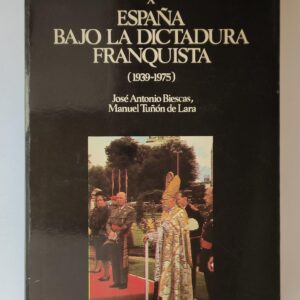 X
ESPAÑA
BAJO LA DICTADURA
FRANQUISTA
(1939-1975)
José Antonio Biescas,
Manuel Tuñón de Lara